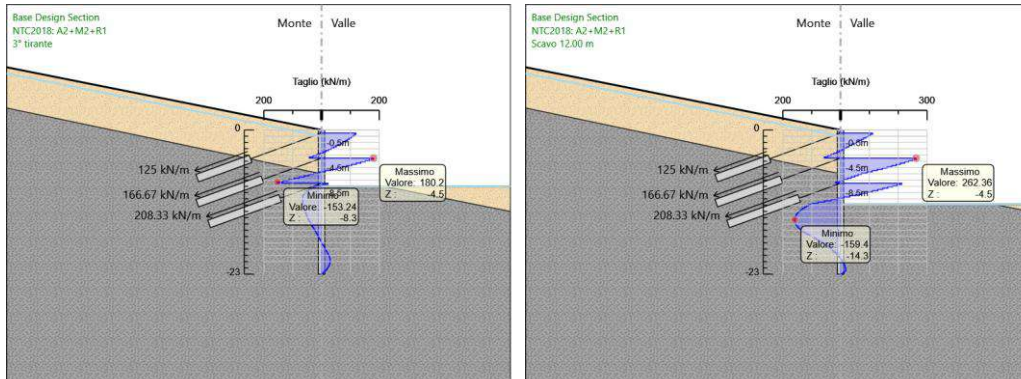 Base Design Section
NTC2018: A2+M2+R1
3° tirante
Monte
Valle
Taglio (kN/m)
200
200
0
-0.5m
-4.5m
-8.5m
125 kN/m
166.67 kN/m
208.33 kN/m
Massimo
Valore: 180.2
Z : -4.5
Minimo
Valore: -153.24
Z : -8.3
-23
Base Design Section
NTC2018: A2+M2+R1
Scavo 12.00 m
Monte
Valle
Taglio (kN/m)
200
300
0
-0.5m
-4.5m
-8.5m
125 kN/m
166.67 kN/m
208.33 kN/m
Massimo
Valore: 262.36
Z : -4.5
Minimo
Valore: -159.4
Z : -14.3
-23